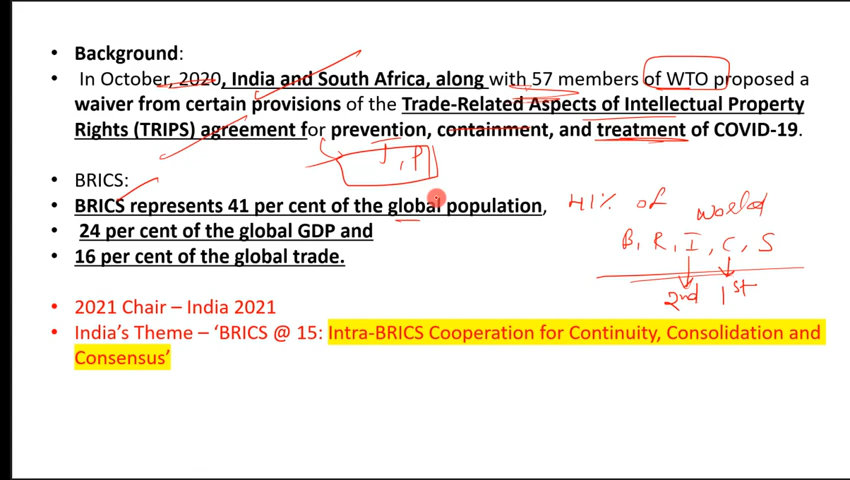 • Background:
• In October, 2020, India and South Africa, along with 57 members of WTO proposed a
waiver from certain provisions of the Trade-Related Aspects of Intellectual Property
Rights (TRIPS) agreement for prevention, containment, and treatment of COVID-19.
I, P
• BRICS:
• BRICS represents 41 per cent of the global population, 41% of world
• 24 per cent of the global GDP and B, R, I, C, S
• 16 per cent of the global trade.
2nd 1st
• 2021 Chair – India 2021
• India's Theme – 'BRICS @ 15: Intra-BRICS Cooperation for Continuity, Consolidation and
Consensus'